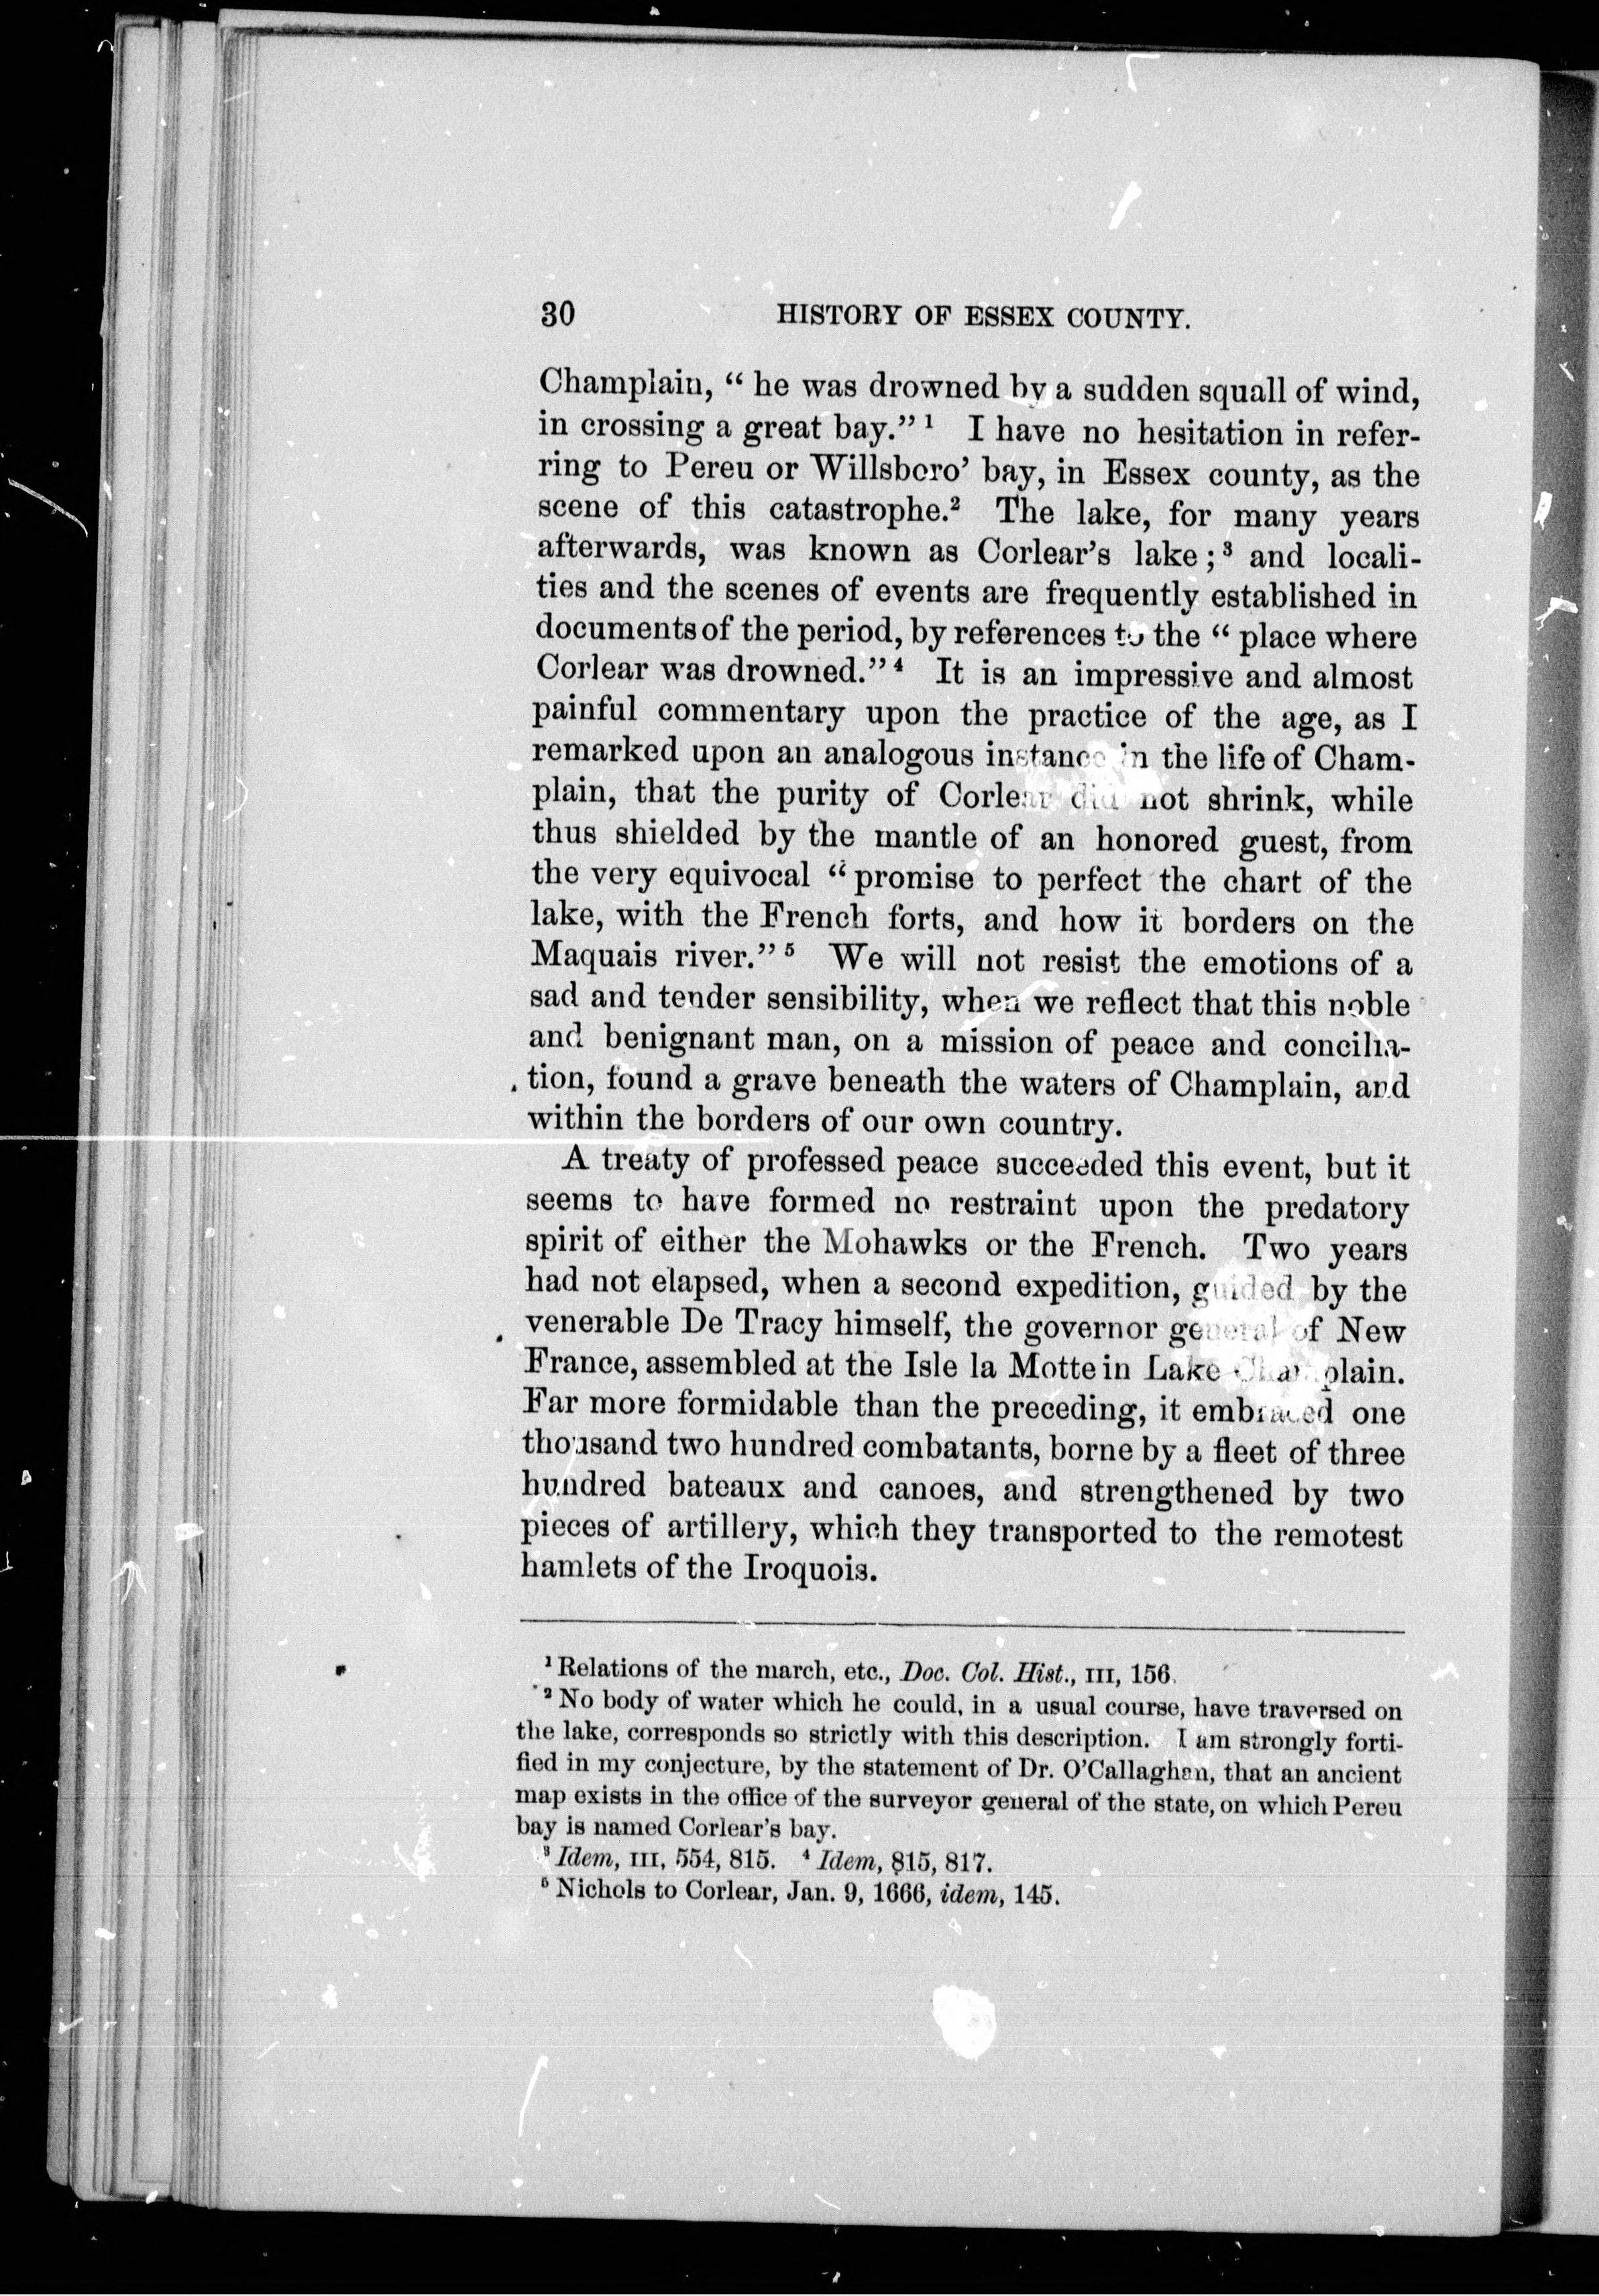 30 HISTORY OF ESSEX COUNTY.
Champlain, “ he was drowned by a sudden squall of wind,
in crossing a great bay.” ¹ I have no hesitation in refer-
ring to Pereu or Willsboro’ bay, in Essex county, as the
scene of this catastrophe.² The lake, for many years
afterwards, was known as Corlear’s lake ;³ and locali-
ties and the scenes of events are frequently established in
documents of the period, by references to the “ place where
Corlear was drowned.” ⁴ It is an impressive and almost
painful commentary upon the practice of the age, as I
remarked upon an analogous instance in the life of Cham-
plain, that the purity of Corlear did not shrink, while
thus shielded by the mantle of an honored guest, from
the very equivocal “ promise to perfect the chart of the
lake, with the French forts, and how it borders on the
Maquais river.” ⁵ We will not resist the emotions of a
sad and tender sensibility, when we reflect that this noble
and benignant man, on a mission of peace and concilia-
tion, found a grave beneath the waters of Champlain, and
within the borders of our own country.
A treaty of professed peace succeeded this event, but it
seems to have formed no restraint upon the predatory
spirit of either the Mohawks or the French. Two years
had not elapsed, when a second expedition, guided by the
venerable De Tracy himself, the governor general of New
France, assembled at the Isle la Motte in Lake Champlain.
Far more formidable than the preceding, it embraced one
thousand two hundred combatants, borne by a fleet of three
hundred bateaux and canoes, and strengthened by two
pieces of artillery, which they transported to the remotest
hamlets of the Iroquois.
¹ Relations of the march, etc., Doc. Col. Hist., III, 156.
² No body of water which he could, in a usual course, have traversed on
the lake, corresponds so strictly with this description. I am strongly forti-
fied in my conjecture, by the statement of Dr. O’Callaghan, that an ancient
map exists in the office of the surveyor general of the state, on which Pereu
bay is named Corlear’s bay.
³ Idem, III, 554, 815. ⁴ Idem, 815, 817.
⁵ Nichols to Corlear, Jan. 9, 1666, idem, 145.